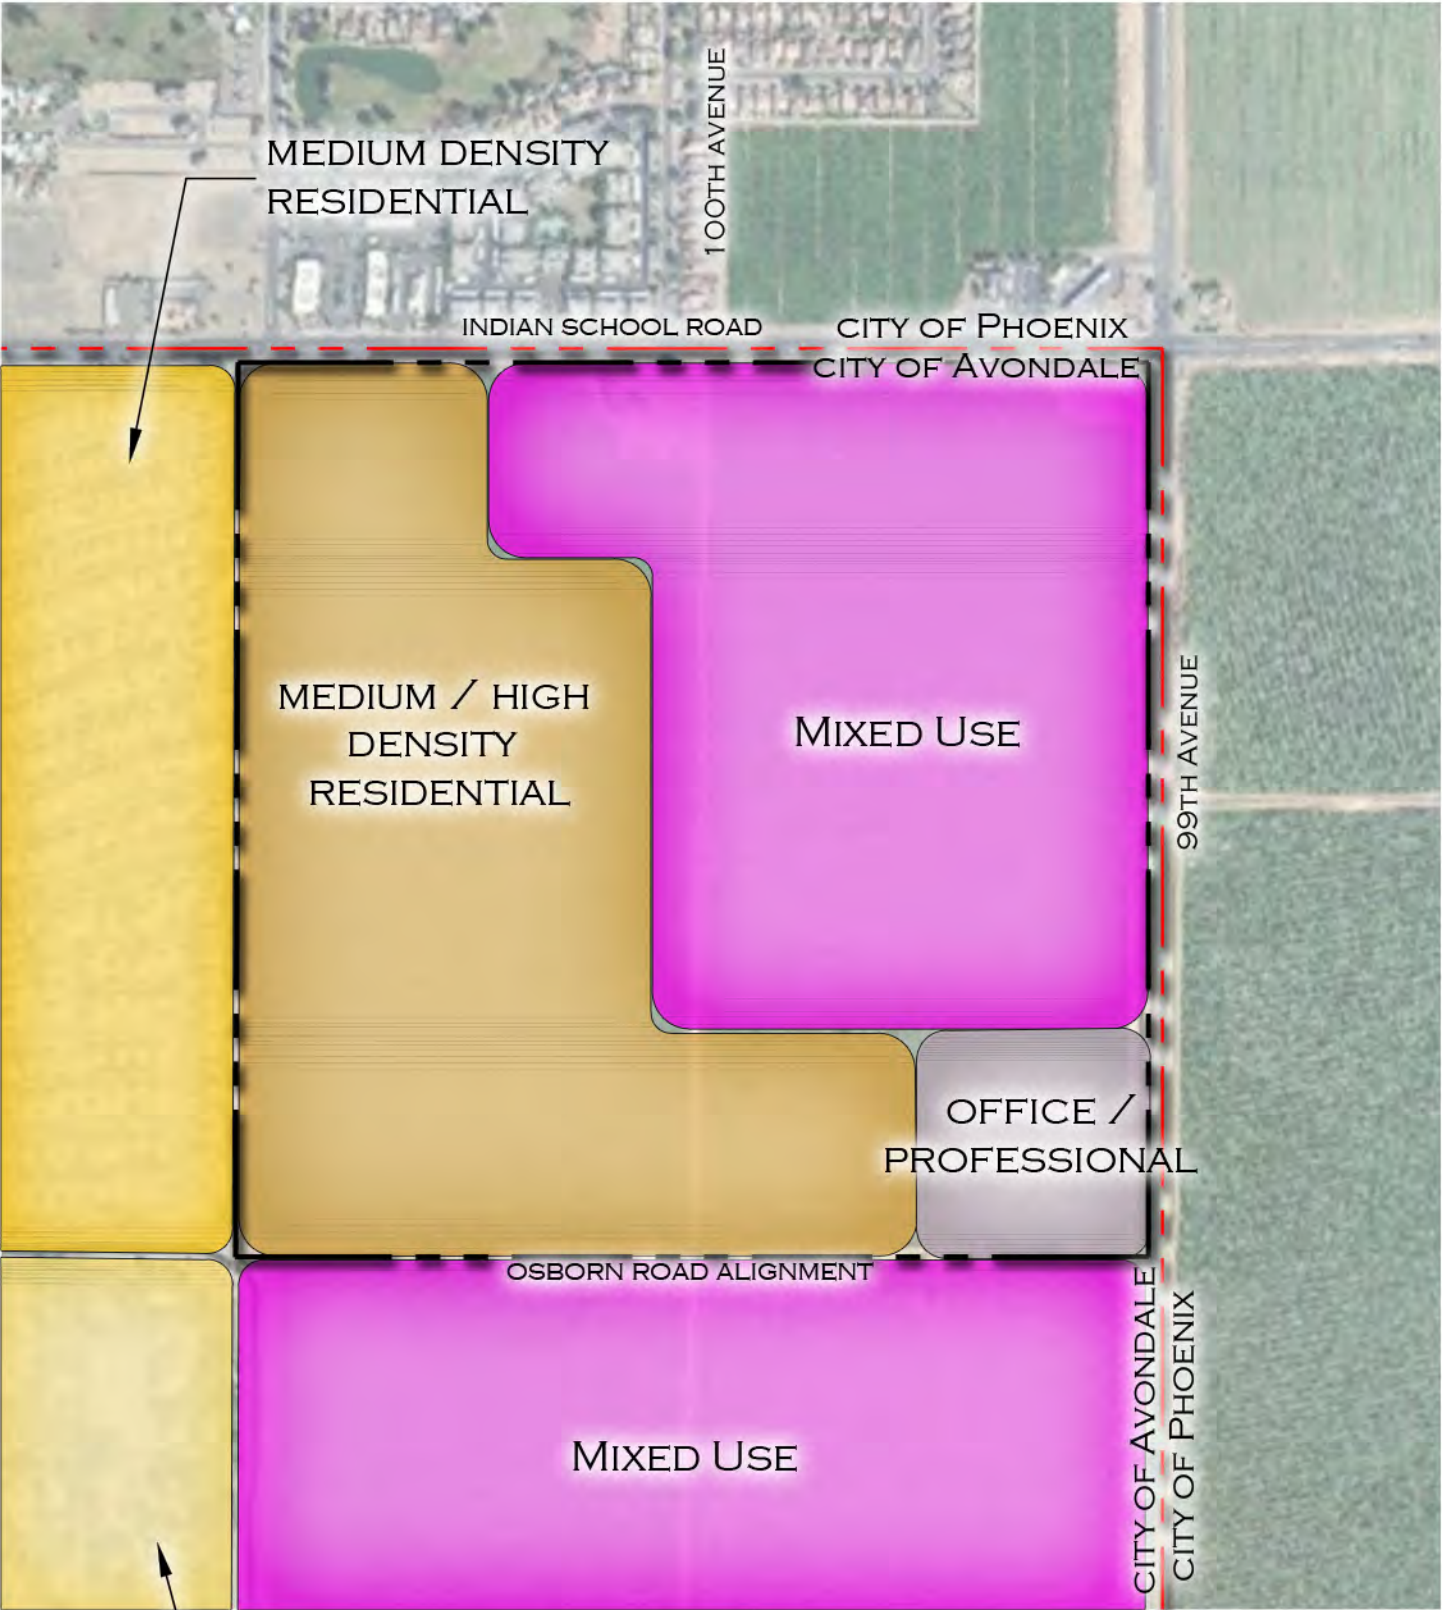 100TH AVENUE
MEDIUM DENSITY
RESIDENTIAL
INDIAN SCHOOL ROAD
CITY OF PHOENIX
CITY OF AVONDALE
MEDIUM / HIGH
DENSITY
RESIDENTIAL
MIXED USE
99TH AVENUE
OFFICE /
PROFESSIONAL
OSBORN ROAD ALIGNMENT
CITY OF AVONDALE
CITY OF PHOENIX
MIXED USE